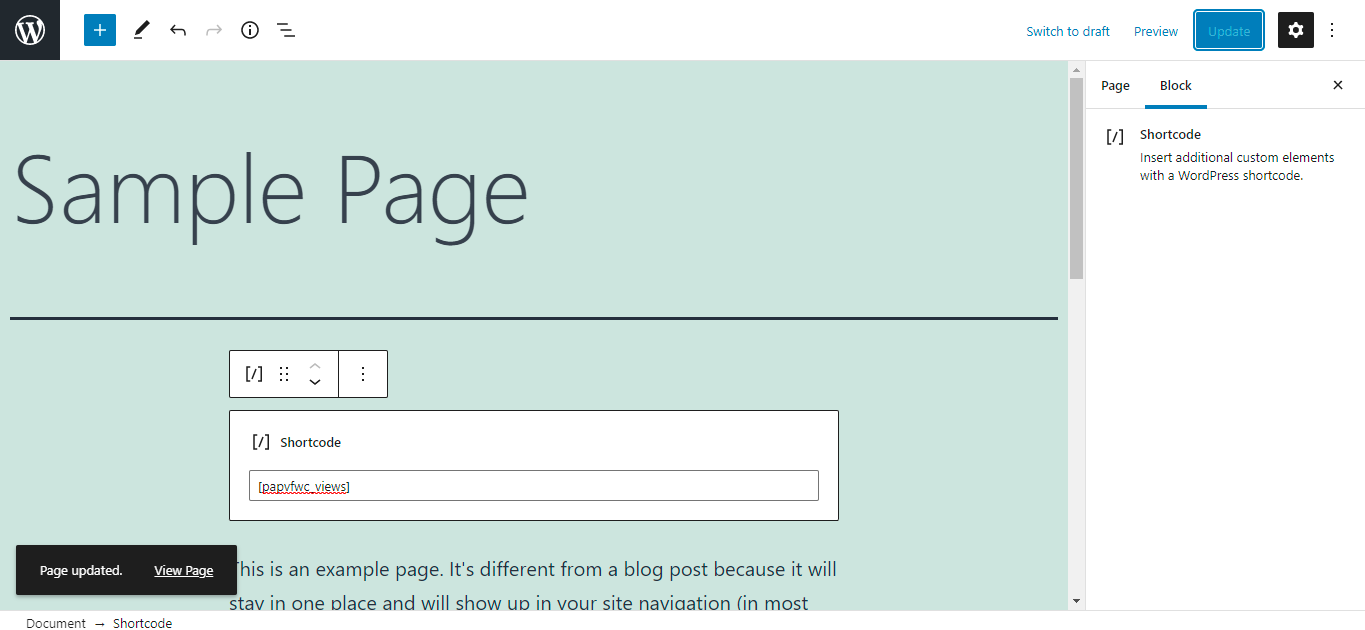 Switch to draft
Preview
Update
Page
Block
Shortcode
Insert additional custom elements
with a WordPress shortcode.
Sample Page
[/] Shortcode
[papvfwc_views]
This is an example page. It's different from a blog post because it will
stay in one place and will show up in your site navigation (in most
Page updated.
View Page
Document → Shortcode